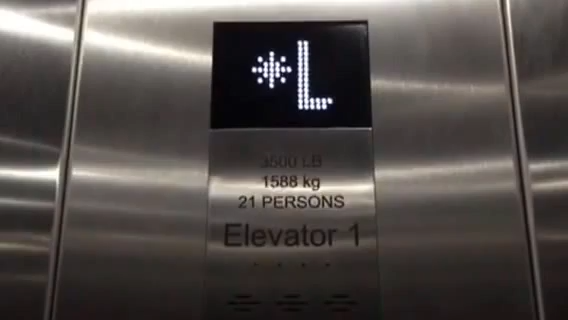 *L
3500 LB
1588 kg
21 PERSONS
Elevator 1